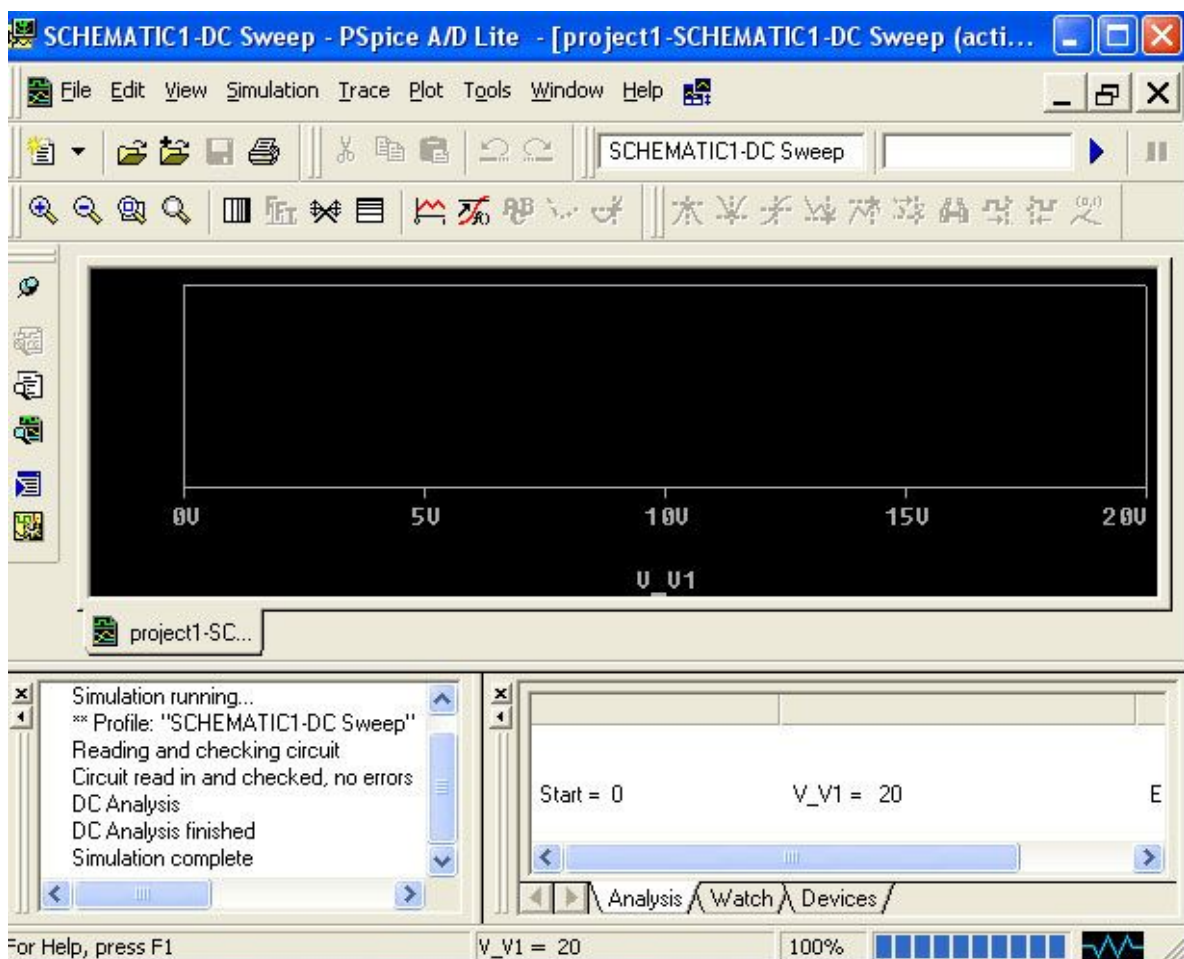 SCHEMATIC1-DC Sweep - PSpice A/D Lite - [project1-SCHEMATIC1-DC Sweep (acti...
File Edit View Simulation Trace Plot Tools Window Help
SCHEMATIC1-DC Sweep
0V 5V 10V 15V 20V
V_V1
project1-SC...
Simulation running...
** Profile: "SCHEMATIC1-DC Sweep"
Reading and checking circuit
Circuit read in and checked, no errors
DC Analysis
DC Analysis finished
Simulation complete
Start = 0 V_V1 = 20 E
Analysis Watch Devices
For Help, press F1 V_V1 = 20 100%